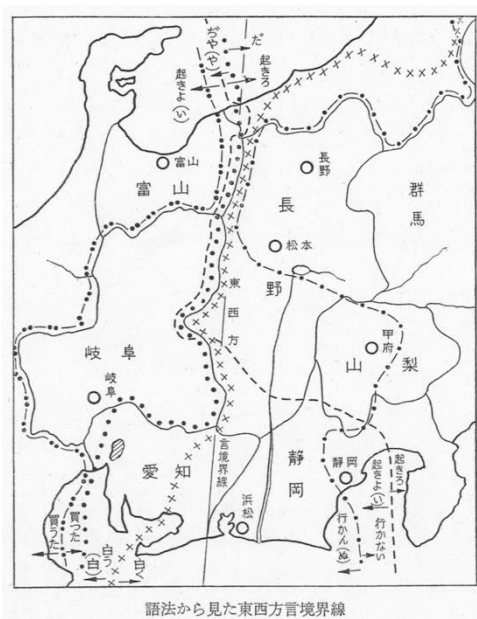 ぢや(や)
だ
起きよ(い)
起きろ
富山
富山
長野
長野
群馬
松本
東西方言境界線
岐阜
岐阜
甲府
山梨
愛知
静岡
静岡
浜松
起きろ
起きよ(い)
行かない
行かん(ぬ)
買うた
買った
白う
(白)
白く
語法から見た東西方言境界線